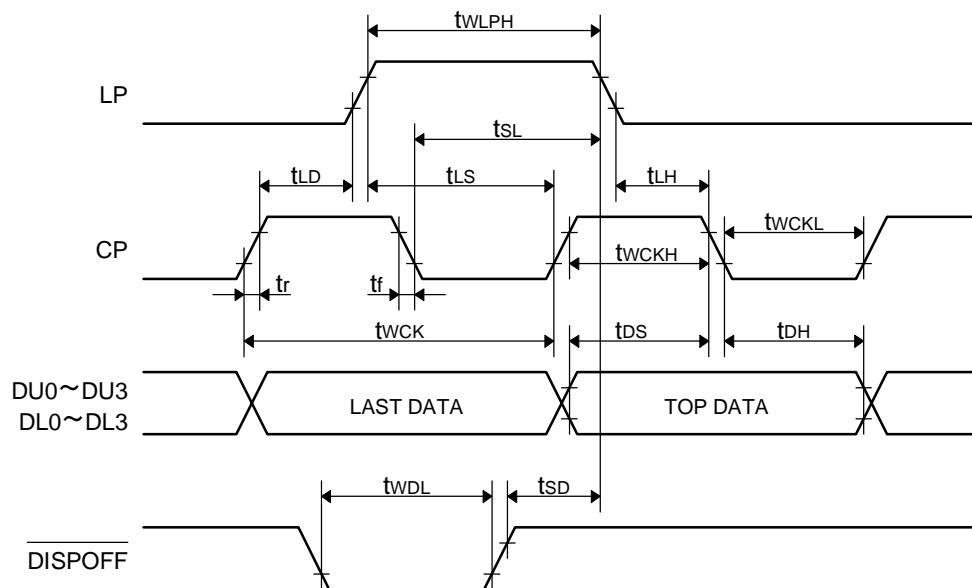 tWLPH
LP
tSL
tLD
tLS
tLH
tWCKL
CP
tWCKH
tr
tf
tWCK
tDS
tDH
DU0～DU3
DL0～DL3
LAST DATA
TOP DATA
tWDL
tSD
DISPOFF